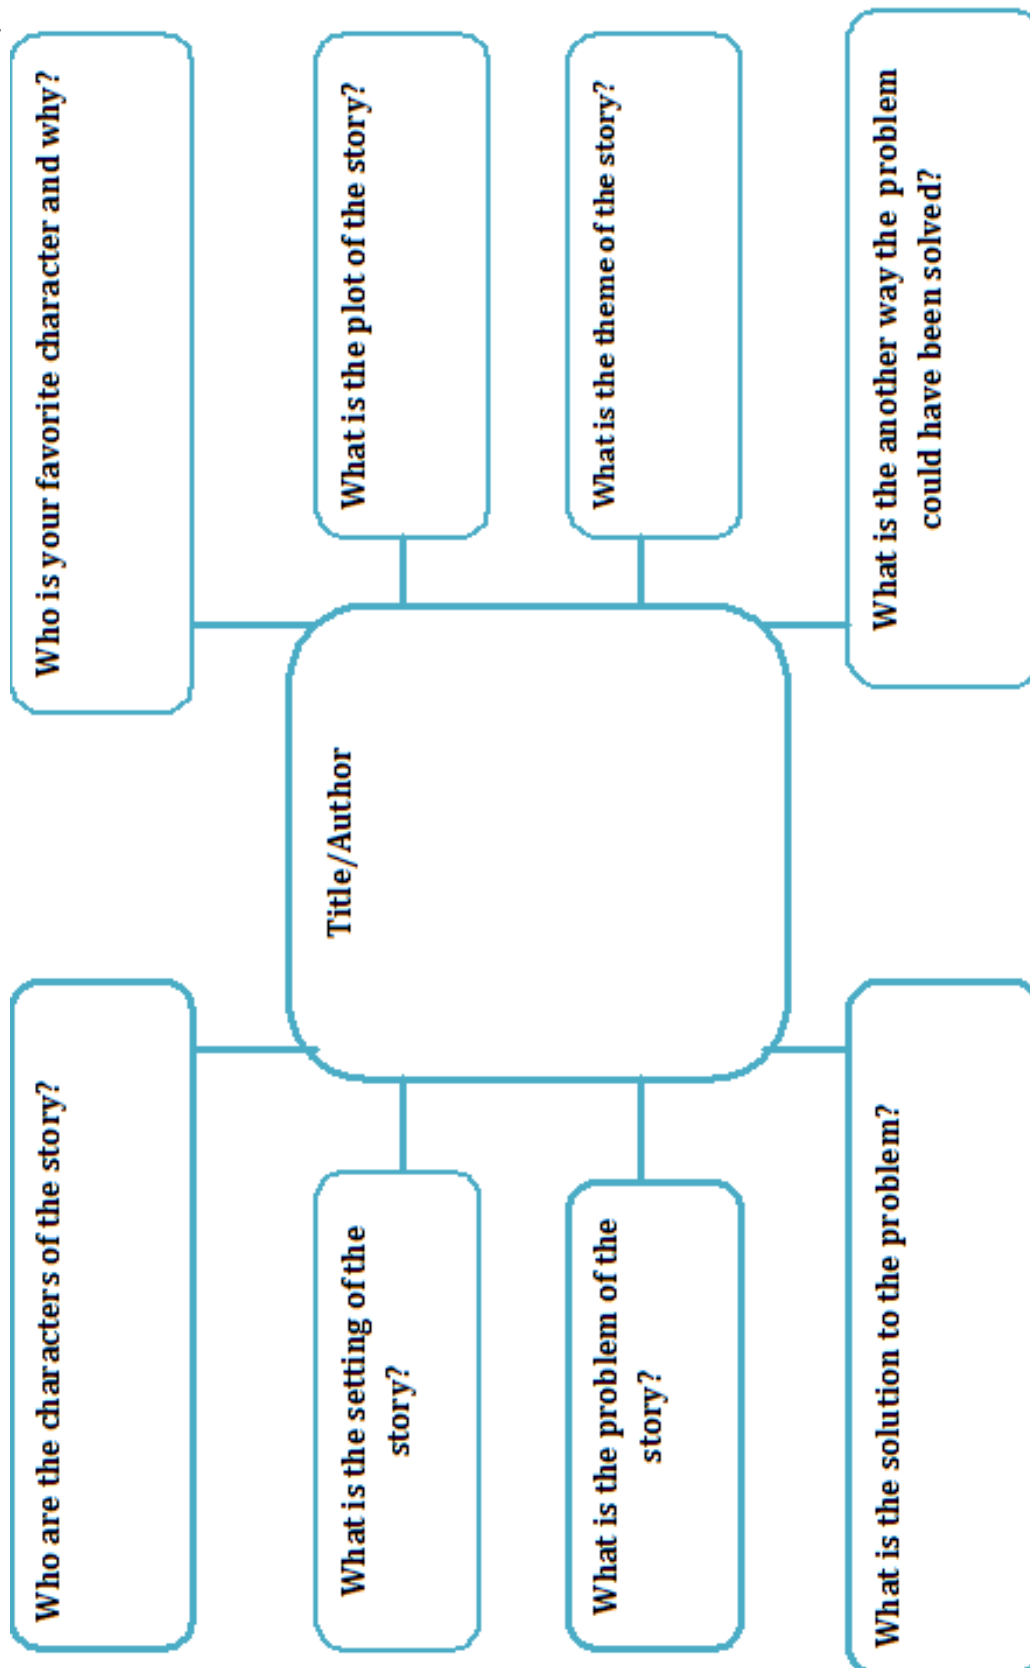 Who are the characters of the story?
Who is your favorite character and why?
What is the setting of the
story?
Title/Author
What is the plot of the story?
What is the problem of the
story?
What is the theme of the story?
What is the solution to the problem?
What is the another way the problem
could have been solved?